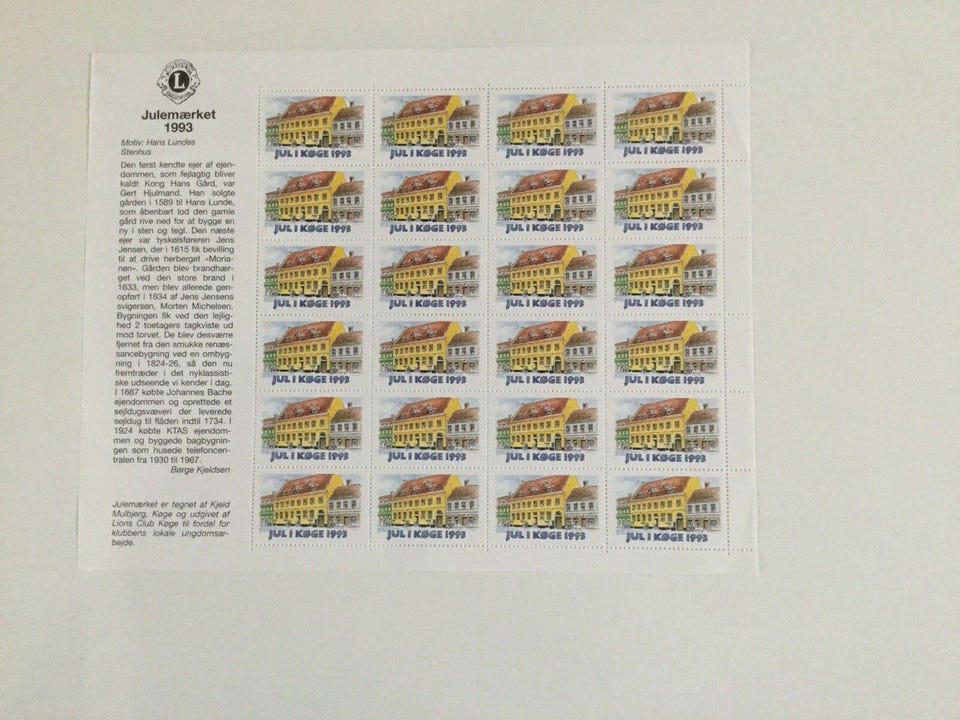 L
Julemærket
1993
Motiv: Hans Lundes
Stenhus
Den først kendte ejer af ejen-
dommen, som fejlagtig bliver
kaldt Kong Hans Gård, var
Gert Hjulmand. Han solgte
gården i 1589 til Hans Lunde,
som åbenbart lod den gamle
gård rive ned for at bygge en
ny i sten og tegl. Den næste
ejer var tyskølsføreren Jens
Jensen, der i 1615 fik bevilling
til at drive herberget «Moria-
nen». Gården blev brandhær-
get ved den store brand i
1633, men blev allerede gen-
opført i 1634 af Jens Jensens
svigersøn, Morten Michelsen.
Bygningen fik ved den lejlig-
hed 2 toetagers tagkviste ud
mod torvet. De blev desværre
fjernet fra den smukke renæs-
sancebygning ved en ombyg-
ning i 1824-26, så den nu
fremtræder i det nyklassisti-
ske udseende vi kender i dag.
I 1687 købte Johannes Bache
ejendommen og oprettede et
sejldugsvæveri der leverede
sejldug til flåden indtil 1734. I
1924 købte KTAS ejendom-
men og byggede bagbygnin-
gen som husede telefoncen-
tralen fra 1930 til 1967.
Børge Kjeldsen
Julemærket er tegnet af Kjeld
Mulbjerg, Køge og udgivet af
Lions Club Køge til fordel for
klubbens lokale ungdomsar-
bejde.
JUL I KØGE 1993 JUL I KØGE 1993 JUL I KØGE 1993 JUL I KØGE 1993
JUL I KØGE 1993 JUL I KØGE 1993 JUL I KØGE 1993 JUL I KØGE 1993
JUL I KØGE 1993 JUL I KØGE 1993 JUL I KØGE 1993 JUL I KØGE 1993
JUL I KØGE 1993 JUL I KØGE 1993 JUL I KØGE 1993 JUL I KØGE 1993
JUL I KØGE 1993 JUL I KØGE 1993 JUL I KØGE 1993 JUL I KØGE 1993
JUL I KØGE 1993 JUL I KØGE 1993 JUL I KØGE 1993 JUL I KØGE 1993